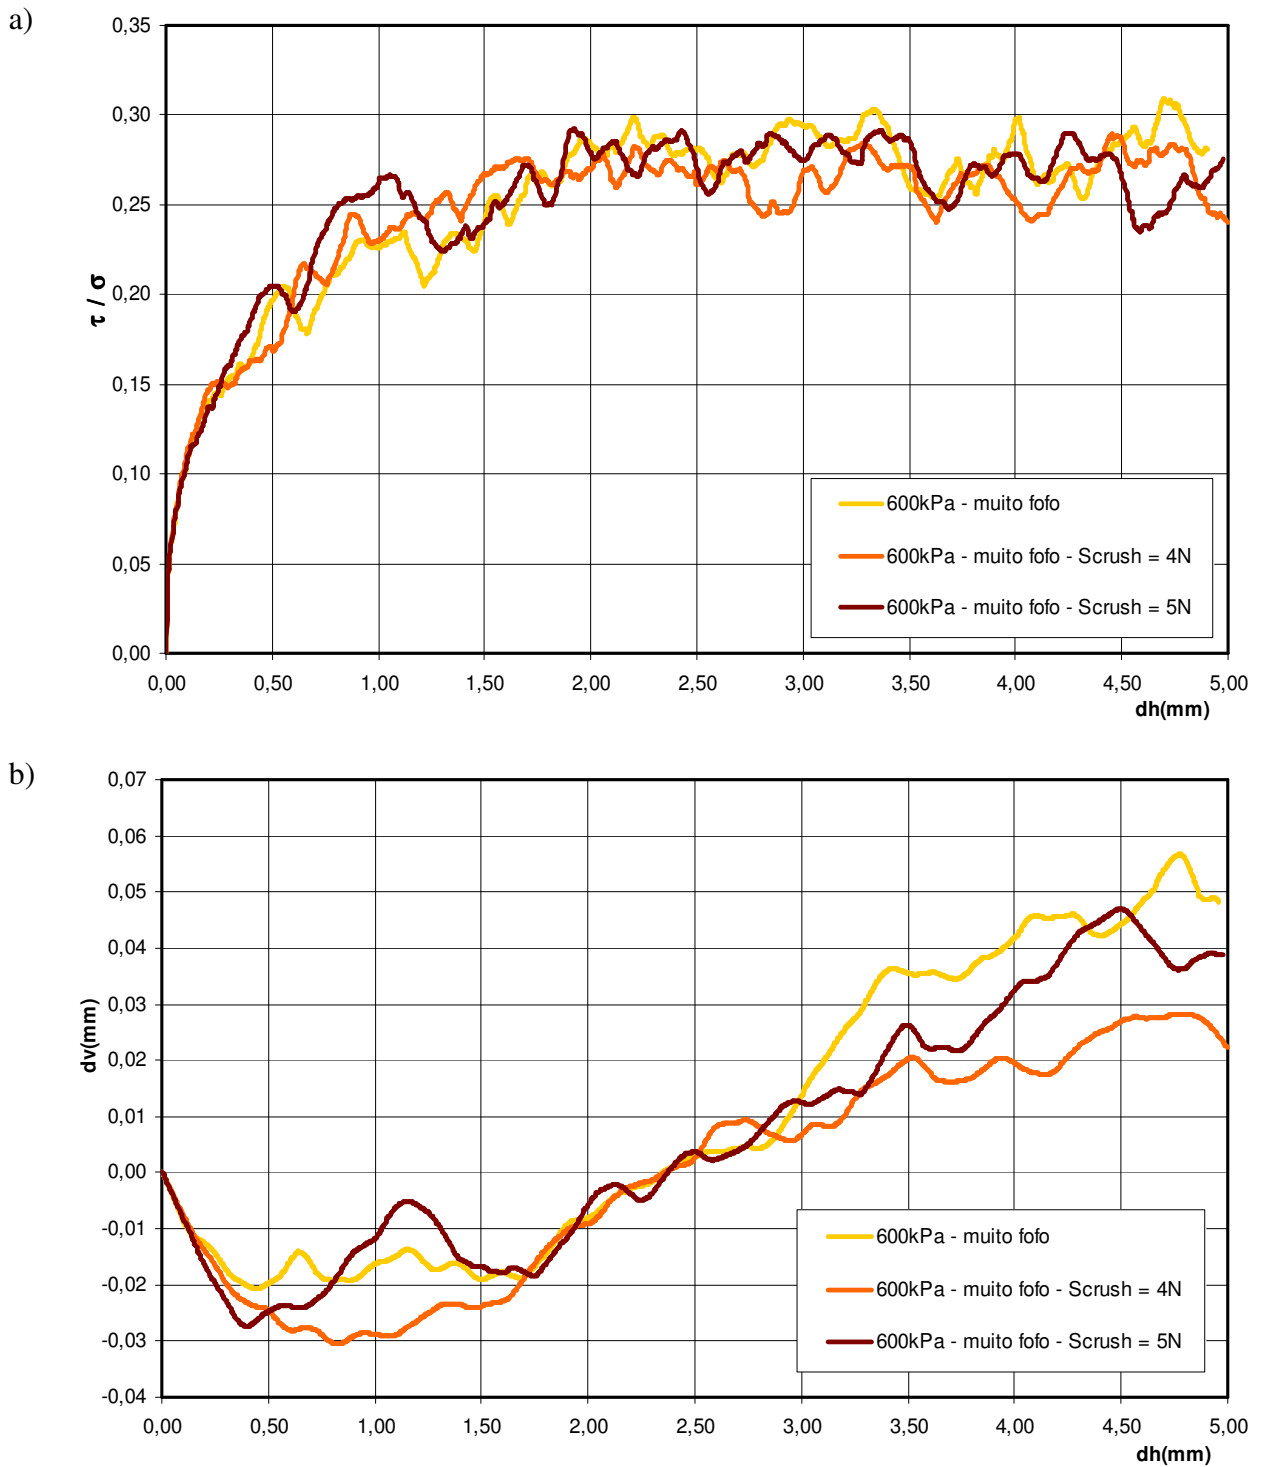 a)
0,35
0,30
0,25
0,20
0,15
0,10
0,05
0,00
τ / σ
600kPa - muito fofo
600kPa - muito fofo - Scrush = 4N
600kPa - muito fofo - Scrush = 5N
0,00 0,50 1,00 1,50 2,00 2,50 3,00 3,50 4,00 4,50 5,00
dh(mm)
b)
0,07
0,06
0,05
0,04
0,03
0,02
0,01
0,00
-0,01
-0,02
-0,03
-0,04
dv(mm)
600kPa - muito fofo
600kPa - muito fofo - Scrush = 4N
600kPa - muito fofo - Scrush = 5N
0,00 0,50 1,00 1,50 2,00 2,50 3,00 3,50 4,00 4,50 5,00
dh(mm)